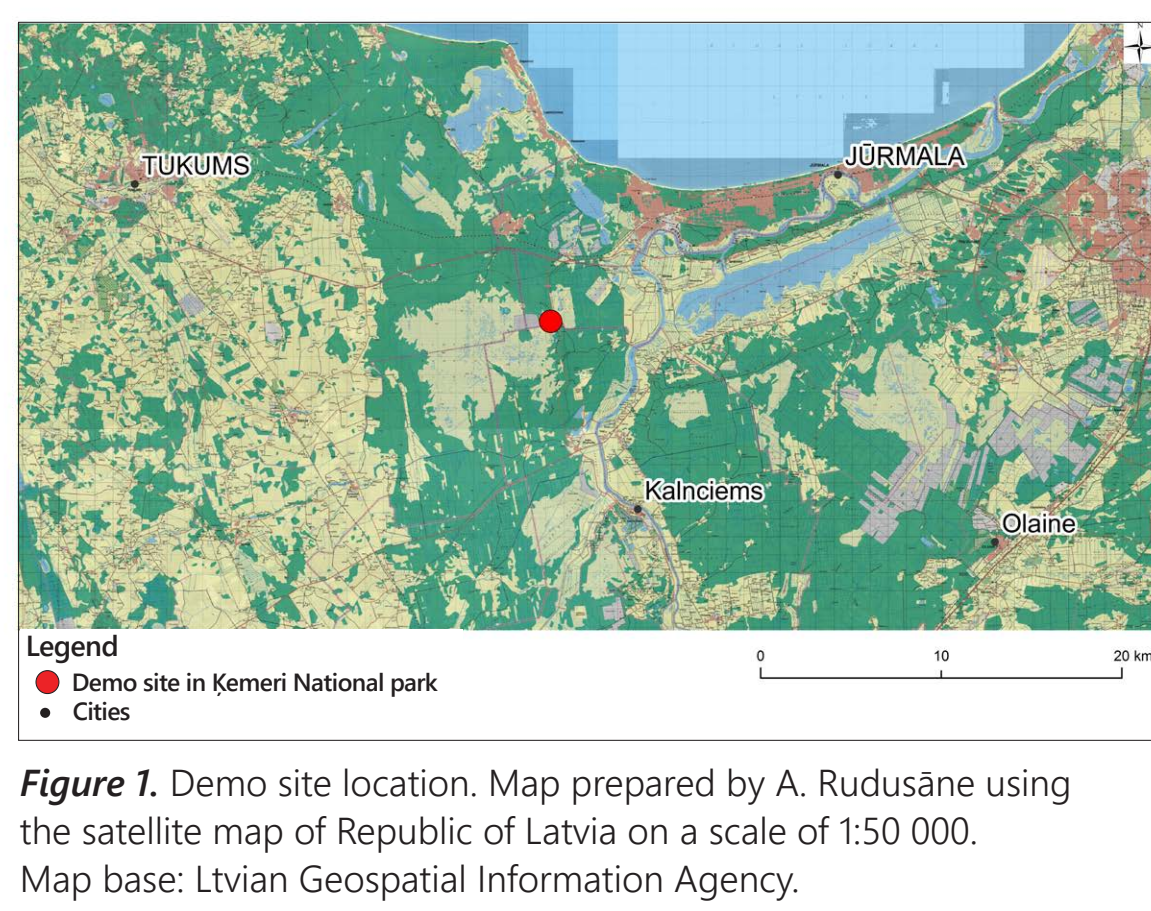 N
TUKUMS
JŪRMALA
Kalnciems
Olaine
Legend
Demo site in Ķemeri National park
Cities
0 10 20 km
Figure 1. Demo site location. Map prepared by A. Rudusāne using
the satellite map of Republic of Latvia on a scale of 1:50 000.
Map base: Ltvian Geospatial Information Agency.